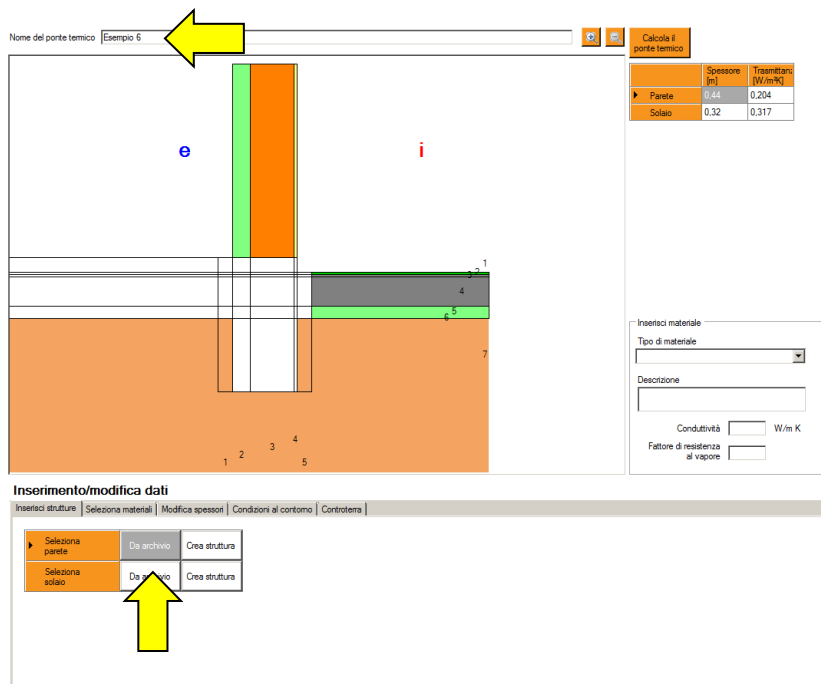 Nome del ponte termico Esempio 6
Calcola il
ponte termico
Spessore
[m]
Trasmittan:
[W/m²K]
Parete 0,44 0,204
Solaio 0,32 0,317
e
i
1
2
3
4
5
6
7
1
2
3
4
5
Inserisci materiale
Tipo di materiale
Descrizione
Conduttività W/m K
Fattore di resistenza
al vapore
Inserimento/modifica dati
Inserisci strutture Seleziona materiali Modifica spessori Condizioni al contorno Controterra
Seleziona
parete
Da archivio Crea struttura
Seleziona
solaio
Da archivio Crea struttura